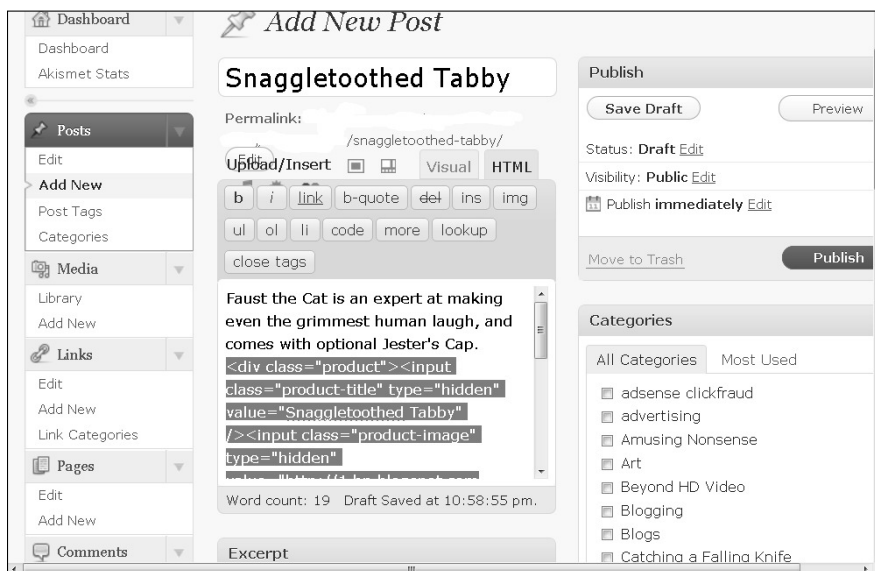 Dashboard
Dashboard
Akismet Stats
Posts
Edit
Add New
Post Tags
Categories
Media
Library
Add New
Links
Edit
Add New
Link Categories
Pages
Edit
Add New
Comments
Add New Post
Snaggletoothed Tabby
Permalink:
/snaggletoothed-tabby/
Edit
Upload/Insert
Visual HTML
b i link b-quote del ins img
ul ol li code more lookup
close tags
Faust the Cat is an expert at making
even the grimmest human laugh, and
comes with optional Jester's Cap.
<div class="product"><input
class="product-title" type="hidden"
value="Snaggletoothed Tabby"
/><input class="product-image"
type="hidden"
Word count: 19 Draft Saved at 10:58:55 pm.
Excerpt
Publish
Save Draft Preview
Status: Draft Edit
Visibility: Public Edit
Publish immediately Edit
Move to Trash Publish
Categories
All Categories Most Used
adsense clickfraud
advertising
Amusing Nonsense
Art
Beyond HD Video
Blogging
Blogs
Catching a Falling Knife